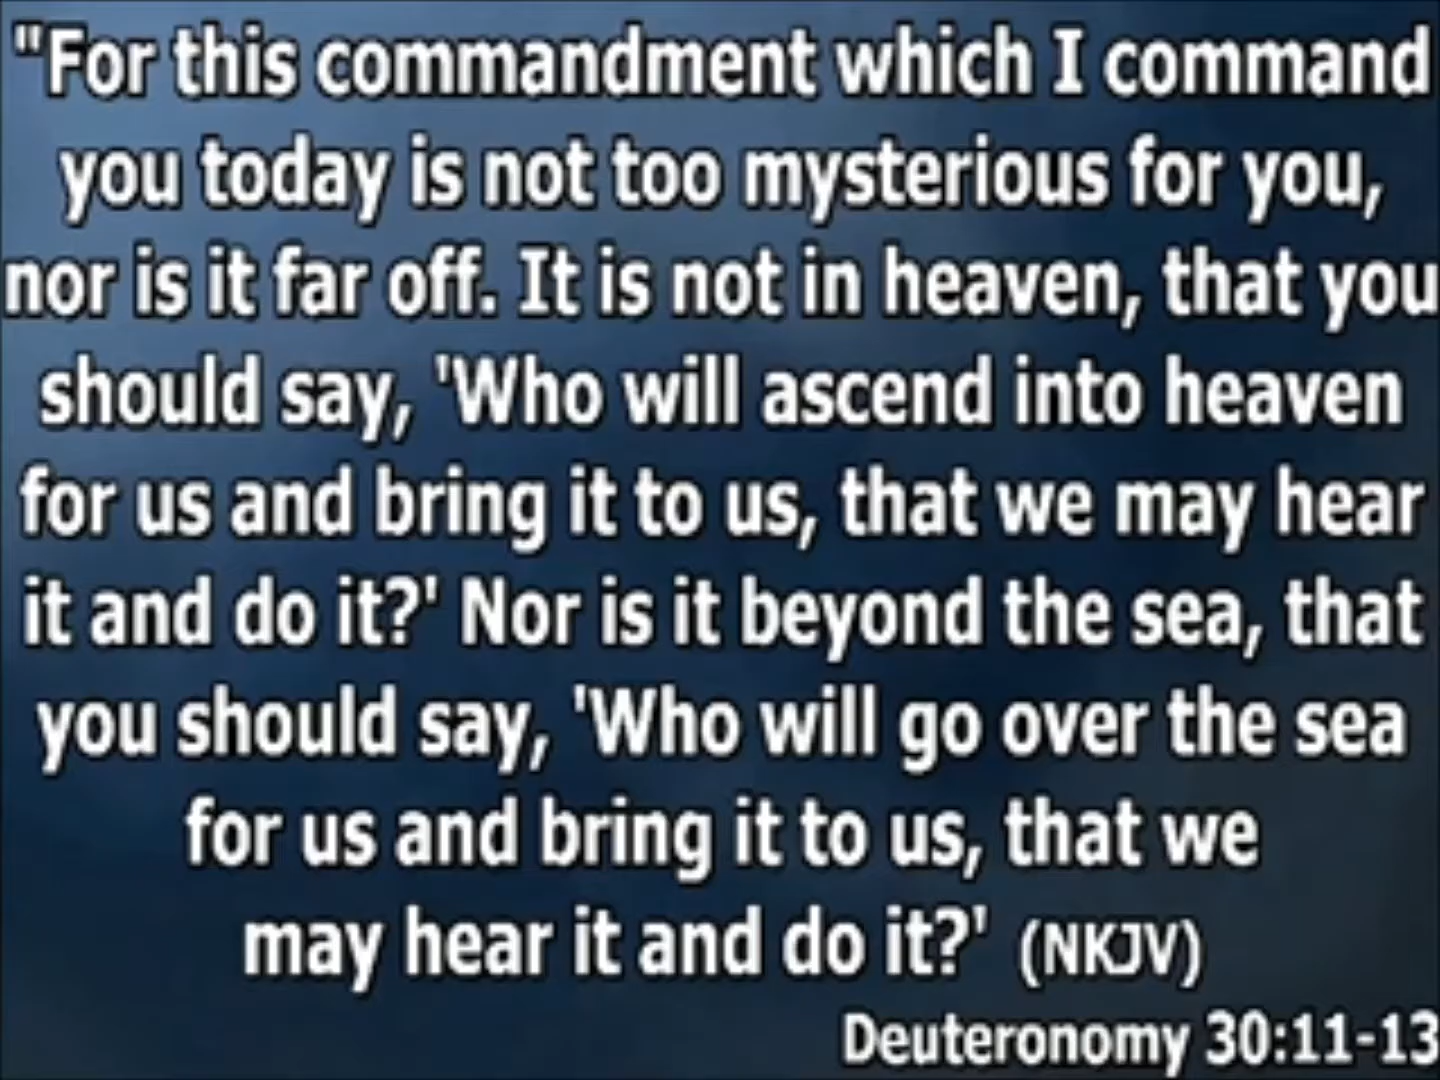 "For this commandment which I command
you today is not too mysterious for you,
nor is it far off. It is not in heaven, that you
should say, 'Who will ascend into heaven
for us and bring it to us, that we may hear
it and do it?' Nor is it beyond the sea, that
you should say, 'Who will go over the sea
for us and bring it to us, that we
may hear it and do it?' (NKJV)
Deuteronomy 30:11-13